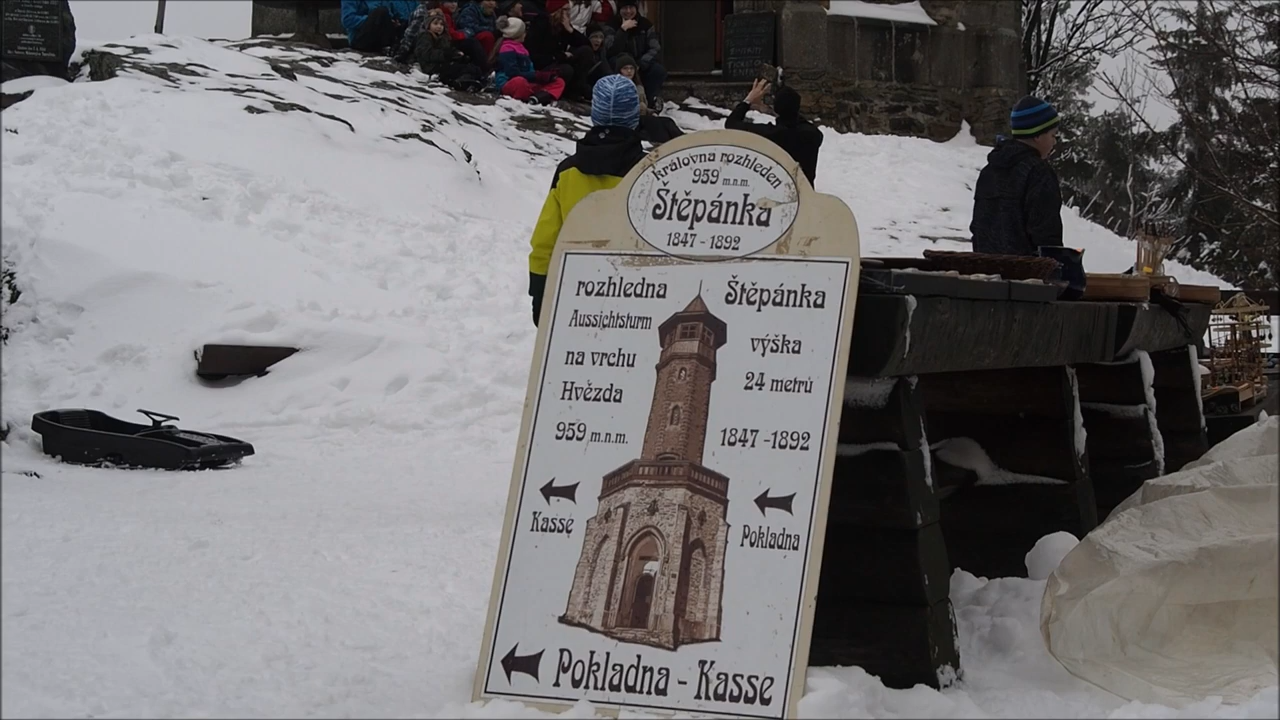 královna rozhleden
959 m.n.m.
Štěpánka
1847 - 1892
rozhledna Štěpánka
Aussichtsturm výška
na vrchu 24 metrů
Hvězda
959 m.n.m. 1847 -1892
Kasse Pokladna
Pokladna - Kasse